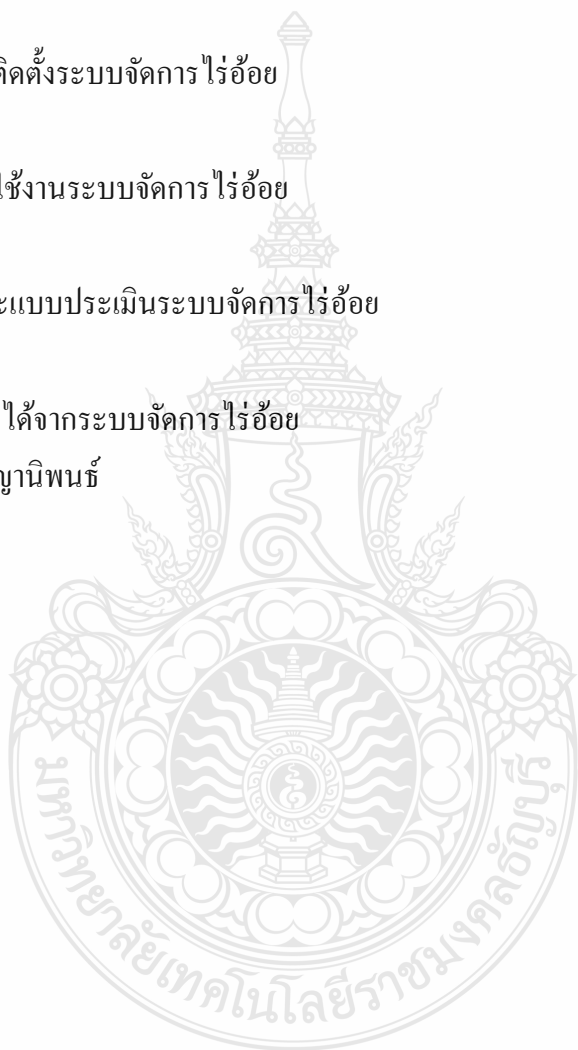 ติดตั้งระบบจัดการไร่อ้อย
ใช้งานระบบจัดการไร่อ้อย
ะแบบประเมินระบบจัดการไร่อ้อย
ได้จากระบบจัดการไร่อ้อย
ญานิพนธ์
มหาวิทยาลัยเทคโนโลยีราชมงคลธัญบุรี